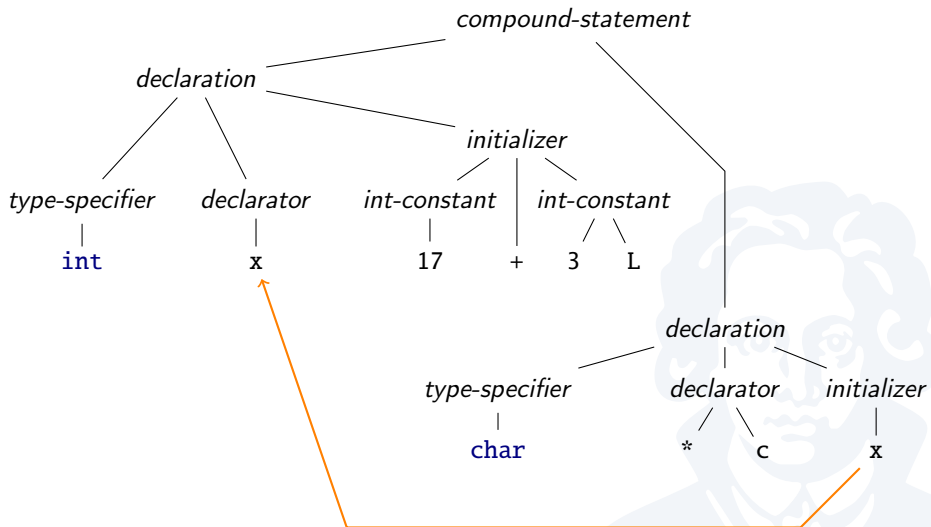 compound-statement
declaration
initializer
type-specifier declarator int-constant int-constant
int x 17 + 3 L
declaration
type-specifier declarator initializer
char * c x